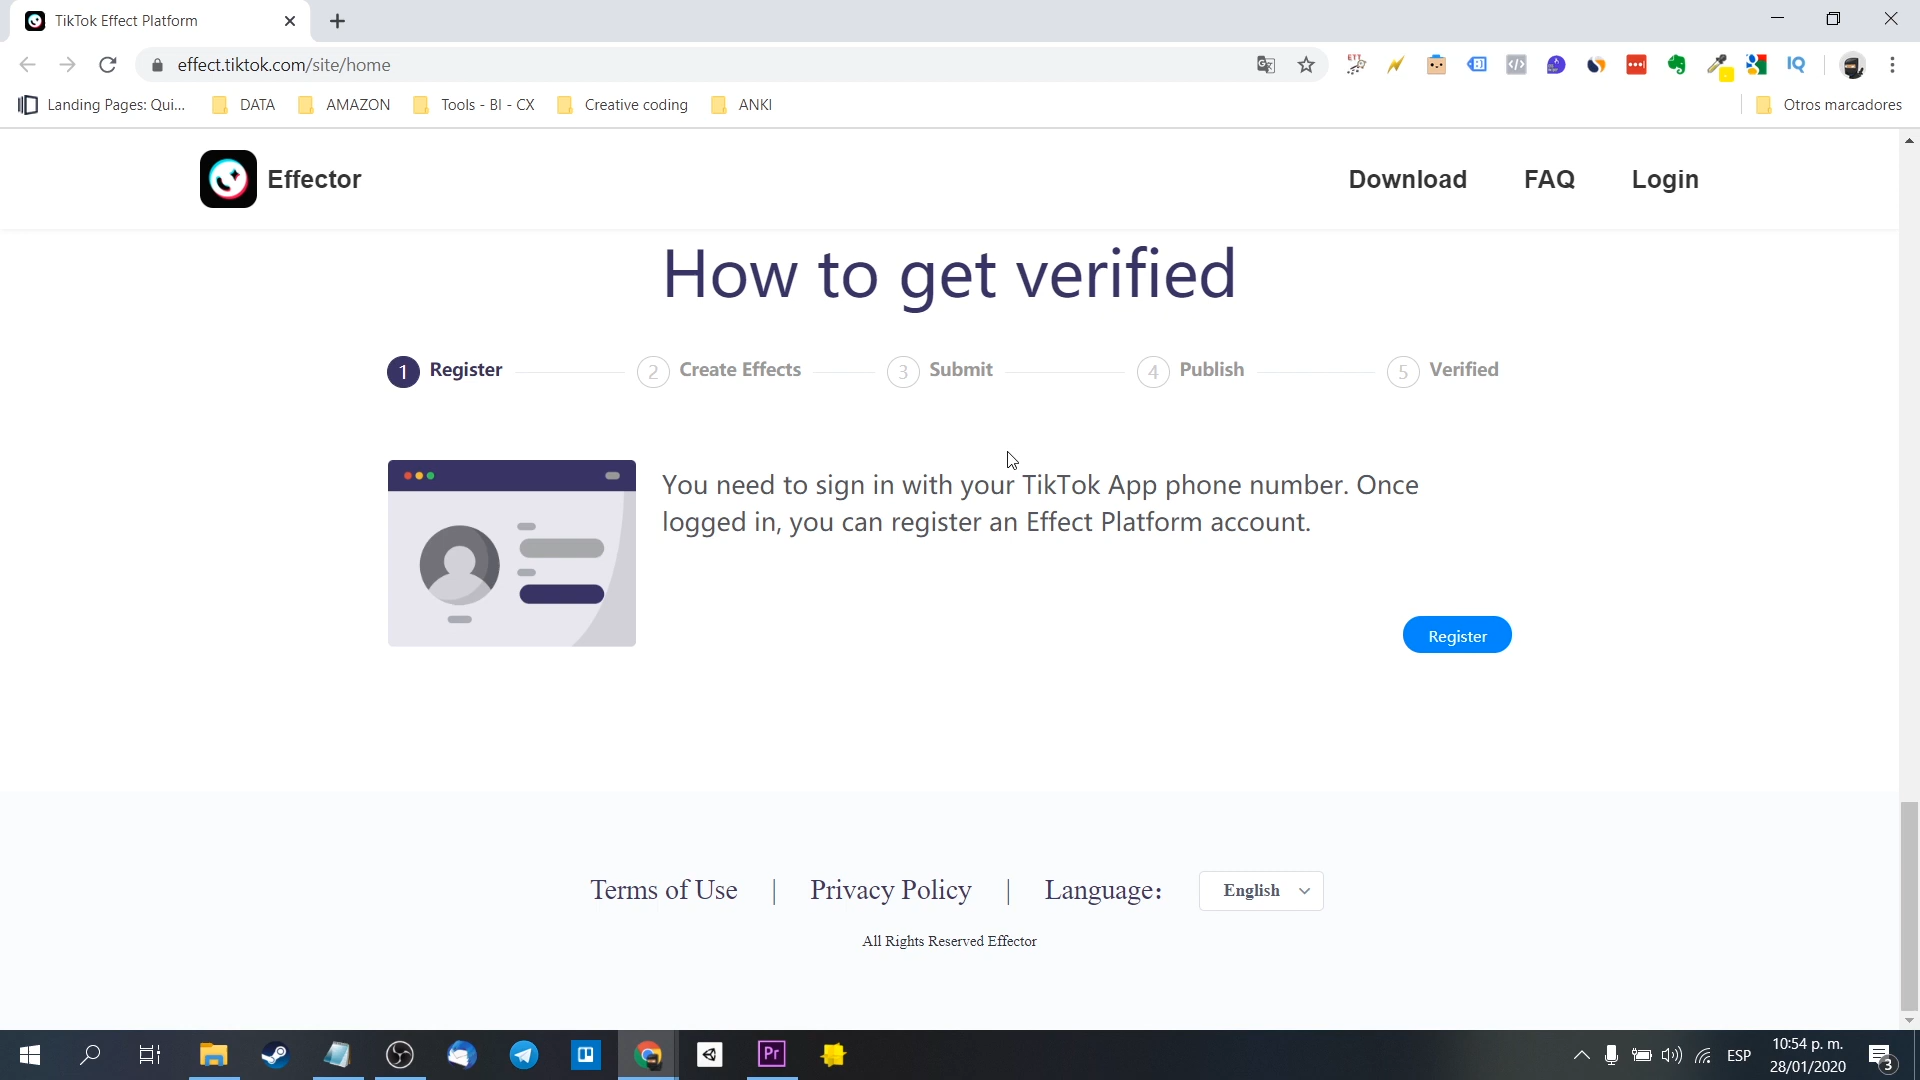 TikTok Effect Platform
effect.tiktok.com/site/home
Landing Pages: Qui...
DATA
AMAZON
Tools - BI - CX
Creative coding
ANKI
Otros marcadores
Effector
Download
FAQ
Login
How to get verified
1 Register
2 Create Effects
3 Submit
4 Publish
5 Verified
You need to sign in with your TikTok App phone number. Once
logged in, you can register an Effect Platform account.
Register
Terms of Use | Privacy Policy | Language:
English
All Rights Reserved Effector
ESP
10:54 p. m.
28/01/2020
3
Pr
IQ